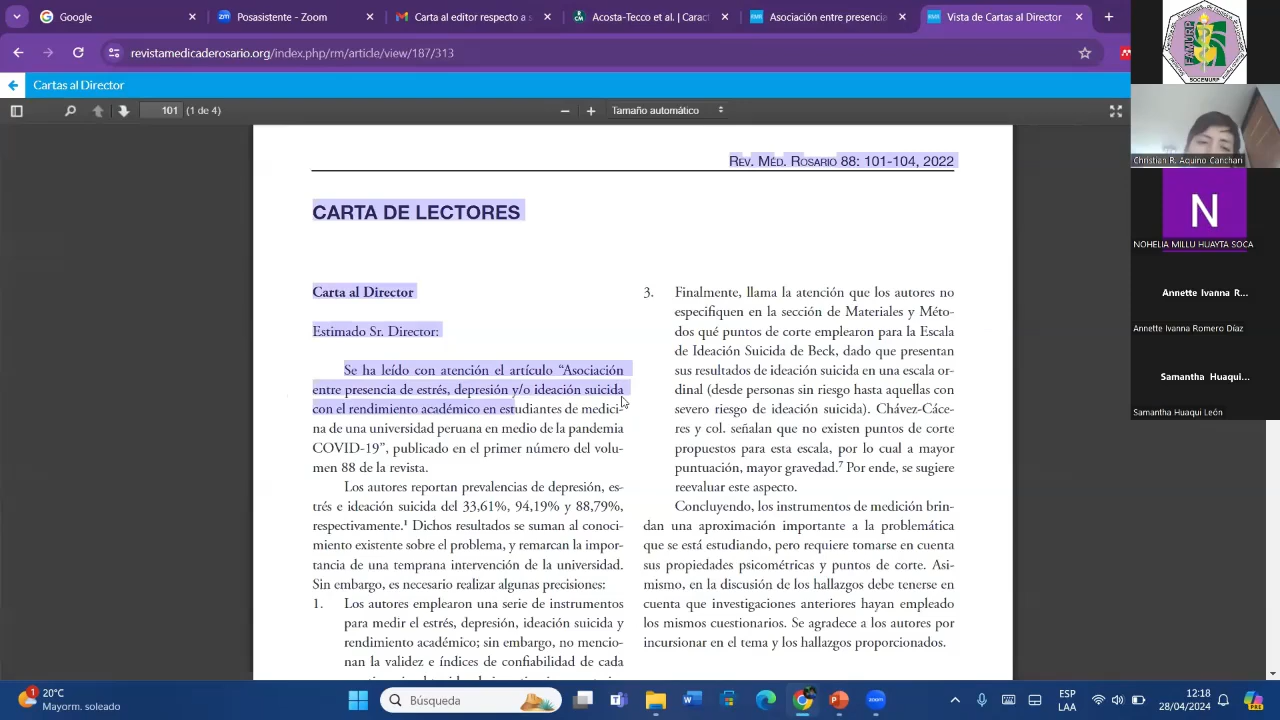 Google
Posasistente - Zoom
Carta al editor respecto a s
Acosta-Tecco et al. | Caract
Asociación entre presencia
Vista de Cartas al Director
revistamedicaderosario.org/index.php/rm/article/view/187/313
Cartas al Director
101 (1 de 4)
Tamaño automático
REV. MÉD. ROSARIO 88: 101-104, 2022
CARTA DE LECTORES
Carta al Director
Estimado Sr. Director:
Se ha leído con atención el artículo “Asociación
entre presencia de estrés, depresión y/o ideación suicida
con el rendimiento académico en estudiantes de medici-
na de una universidad peruana en medio de la pandemia
COVID-19”, publicado en el primer número del volu-
men 88 de la revista.
Los autores reportan prevalencias de depresión, es-
trés e ideación suicida del 33,61%, 94,19% y 88,79%,
respectivamente.¹ Dichos resultados se suman al conoci-
miento existente sobre el problema, y remarcan la impor-
tancia de una temprana intervención de la universidad.
Sin embargo, es necesario realizar algunas precisiones:
1. Los autores emplearon una serie de instrumentos
para medir el estrés, depresión, ideación suicida y
rendimiento académico; sin embargo, no mencio-
nan la validez e índices de confiabilidad de cada
3. Finalmente, llama la atención que los autores no
especifiquen en la sección de Materiales y Méto-
dos qué puntos de corte emplearon para la Escala
de Ideación Suicida de Beck, dado que presentan
sus resultados de ideación suicida en una escala or-
dinal (desde personas sin riesgo hasta aquellas con
severo riesgo de ideación suicida). Chávez-Cáce-
res y col. señalan que no existen puntos de corte
propuestos para esta escala, por lo cual a mayor
puntuación, mayor gravedad.⁷ Por ende, se sugiere
reevaluar este aspecto.
Concluyendo, los instrumentos de medición brin-
dan una aproximación importante a la problemática
que se está estudiando, pero requiere tomarse en cuenta
sus propiedades psicométricas y puntos de corte. Asi-
mismo, en la discusión de los hallazgos debe tenerse en
cuenta que investigaciones anteriores hayan empleado
los mismos cuestionarios. Se agradece a los autores por
incursionar en el tema y los hallazgos proporcionados.
FAMURP
SOCEMURP
Christian R. Aquino Canchari
N
NOHELIA MILLU HUAYTA SOCA
Annette Ivanna R...
Annette Ivanna Romero Díaz
Samantha Huaqui...
Samantha Huaqui León
1
20°C
Mayorm. soleado
Búsqueda
ESP
LAA
12:18
28/04/2024